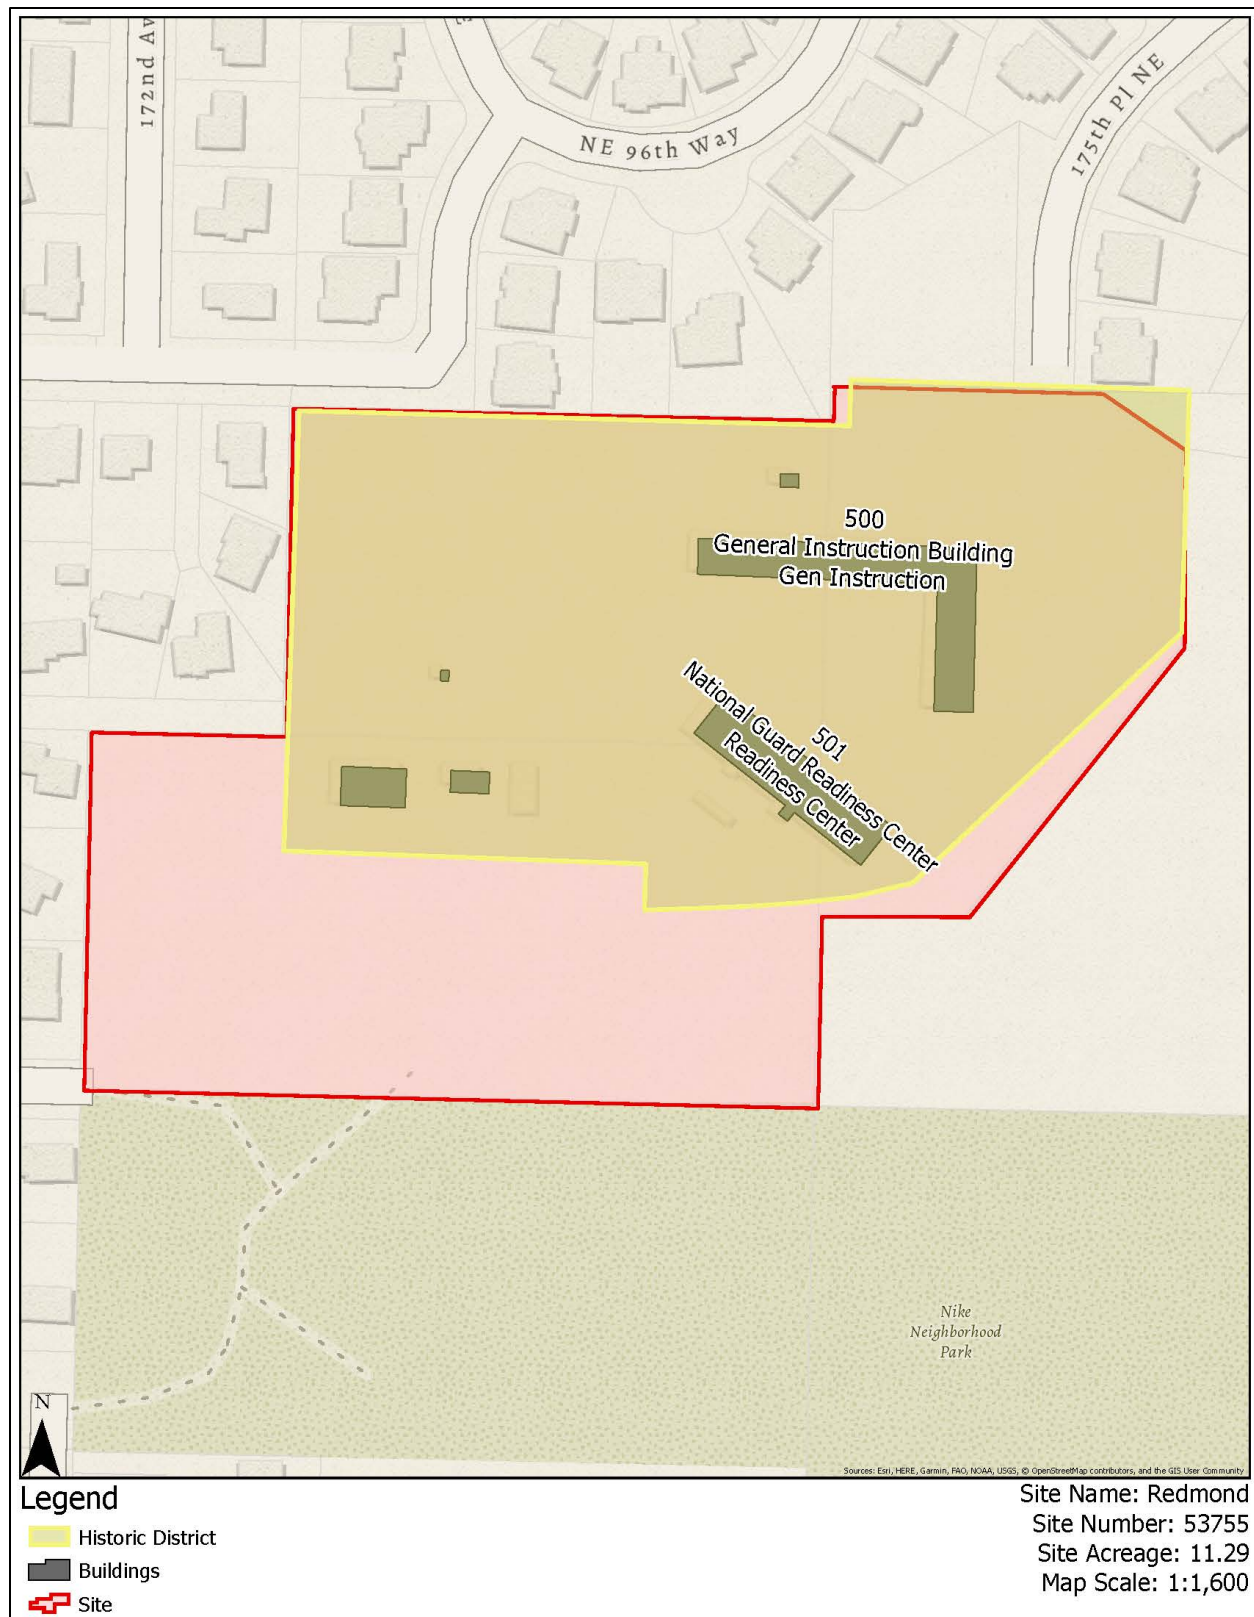 172nd Av
NE 96th Way
175th Pl NE
500
General Instruction Building
Gen Instruction
501
National Guard Readiness Center
Readiness Center
Nike
Neighborhood
Park
N
Sources: Esri, HERE, Garmin, FAO, NOAA, USGS, © OpenStreetMap contributors, and the GIS User Community
Legend
Historic District
Buildings
Site
Site Name: Redmond
Site Number: 53755
Site Acreage: 11.29
Map Scale: 1:1,600